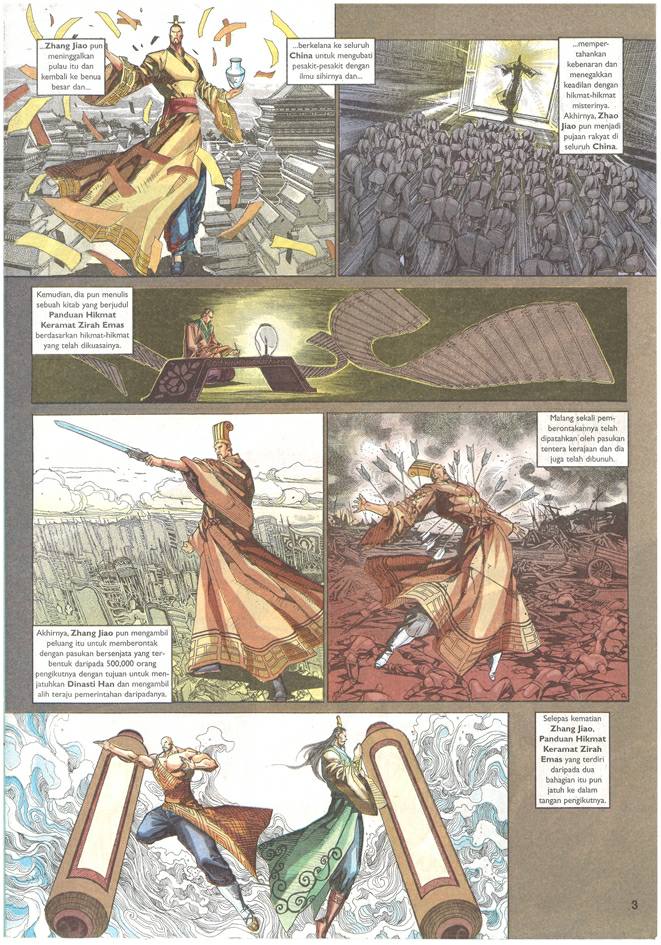 ...Zhang Jiao pun
meninggalkan
pulau itu dan
kembali ke benua
besar dan...
...berkelana ke seluruh
China untuk mengubati
pesakit-pesakit dengan
ilmu sihirnya dan...
...memper-
tahankan
kebenaran dan
menegakkan
keadilan dengan
hikmat-hikmat
misterinya.
Akhirnya, Zhao
Jiao pun menjadi
pujaan rakyat di
seluruh China.
Kemudian, dia pun menulis
sebuah kitab yang berjudul
Panduan Hikmat
Keramat Zirah Emas
berdasarkan hikmat-hikmat
yang telah dikuasainya.
Akhirnya, Zhang Jiao pun mengambil
peluang itu untuk memberontak
dengan pasukan bersenjata yang ter-
bentuk daripada 500,000 orang
pengikutnya dengan tujuan untuk men-
jatuhkan Dinasti Han dan mengambil
alih teraju pemerintahan daripadanya.
Malang sekali pem-
berontakannya telah
dipatahkan oleh pasukan
tentera kerajaan dan dia
juga telah dibunuh.
Selepas kematian
Zhang Jiao,
Panduan Hikmat
Keramat Zirah
Emas yang terdiri
daripada dua
bahagian itu pun
jatuh ke dalam
tangan pengikutnya.
3